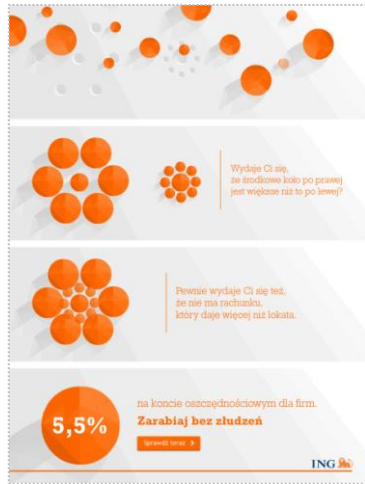 Wydaje Ci się,
że środkowe koło po prawej
jest większe niż to po lewej?
Pewnie wydaje Ci się też,
że nie ma rachunku,
który daje więcej niż lokata.
5,5%
na koncie oszczędnościowym dla firm.
Zarabiaj bez złudzeń
Sprawdź teraz
ING